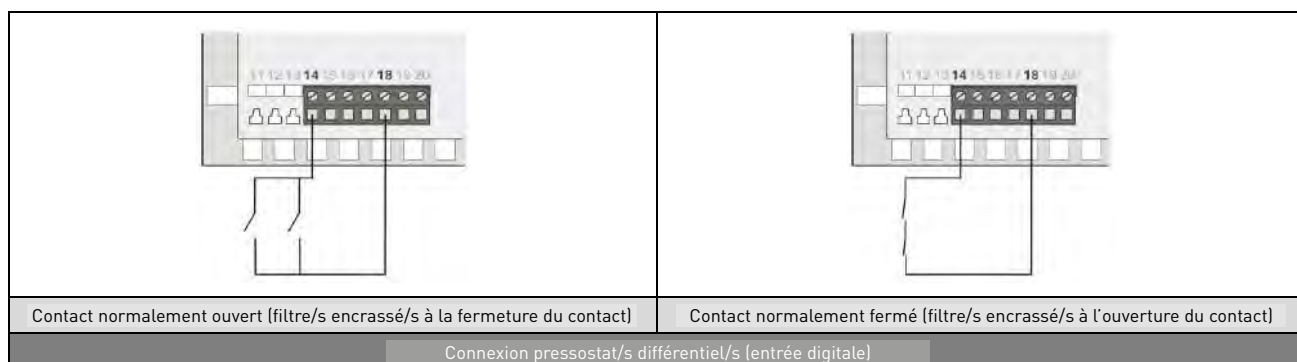 11 12 13 14 15 16 17 18 19 20
11 12 13 14 15 16 17 18 19 20
Contact normalement ouvert (filtre/s encrassé/s à la fermeture du contact)
Contact normalement fermé (filtre/s encrassé/s à l'ouverture du contact)
Connexion pressostat/s différentiel/s (entrée digitale)